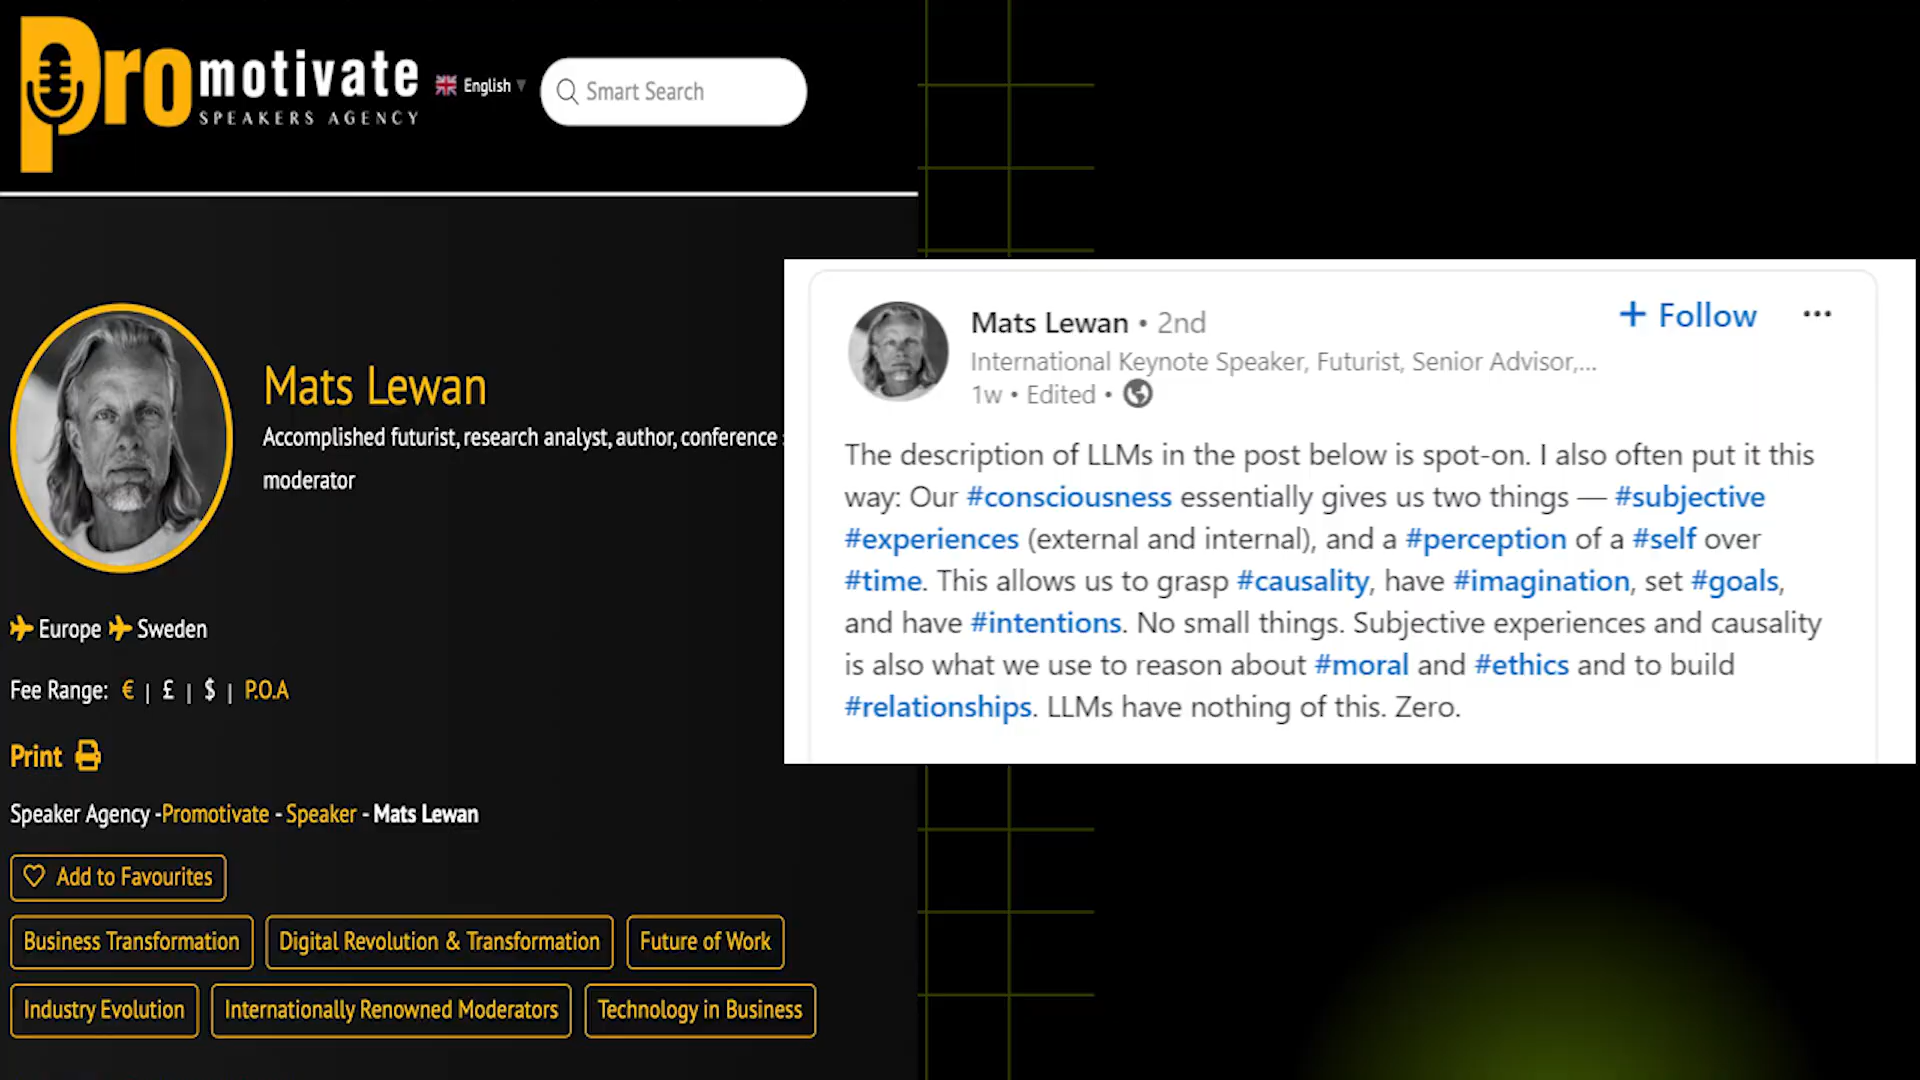 Promotivate
SPEAKERS AGENCY
English
Smart Search
Mats Lewan
Accomplished futurist, research analyst, author, conference
moderator
Europe Sweden
Fee Range: € | £ | $ | P.O.A
Print
Speaker Agency -Promotivate - Speaker - Mats Lewan
Add to Favourites
Business Transformation
Digital Revolution & Transformation
Future of Work
Industry Evolution
Internationally Renowned Moderators
Technology in Business
Mats Lewan • 2nd
+ Follow
...
International Keynote Speaker, Futurist, Senior Advisor,...
1w • Edited •
The description of LLMs in the post below is spot-on. I also often put it this
way: Our #consciousness essentially gives us two things — #subjective
#experiences (external and internal), and a #perception of a #self over
#time. This allows us to grasp #causality, have #imagination, set #goals,
and have #intentions. No small things. Subjective experiences and causality
is also what we use to reason about #moral and #ethics and to build
#relationships. LLMs have nothing of this. Zero.